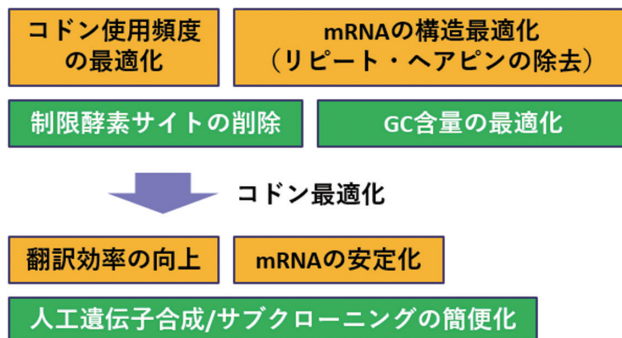 コドン使用頻度
の最適化
mRNAの構造最適化
（リピート・ヘアピンの除去）
制限酵素サイトの削除
GC含量の最適化
コドン最適化
翻訳効率の向上
mRNAの安定化
人工遺伝子合成/サブクローニングの簡便化